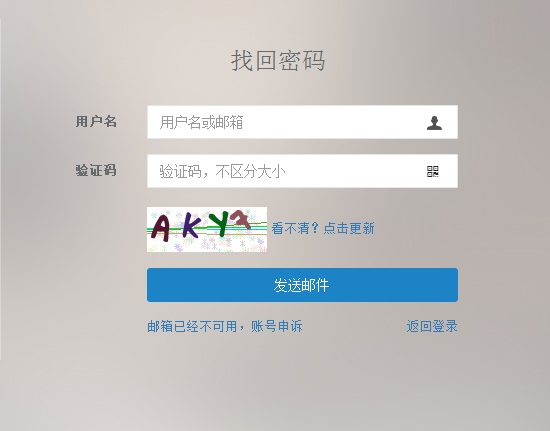 找回密码
用户名 用户名或邮箱
验证码 验证码，不区分大小
看不清？点击更新
发送邮件
邮箱已经不可用，账号申诉 返回登录